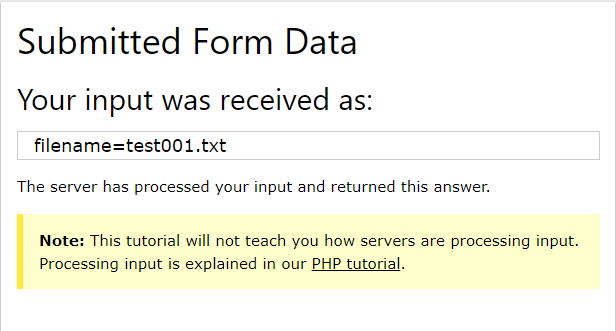 Submitted Form Data
Your input was received as:
filename=test001.txt
The server has processed your input and returned this answer.
Note: This tutorial will not teach you how servers are processing input.
Processing input is explained in our PHP tutorial.